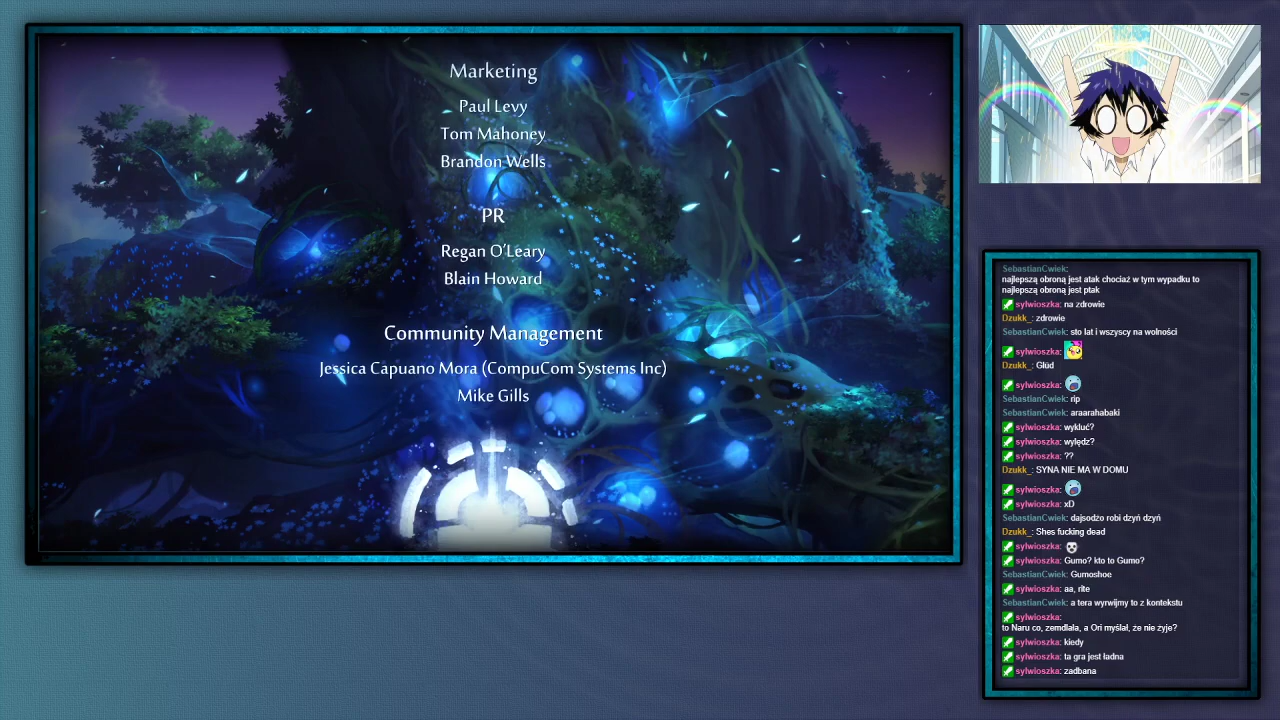 Marketing
Paul Levy
Tom Mahoney
Brandon Wells
PR
Regan O'Leary
Blain Howard
Community Management
Jessica Capuano Mora (CompuCom Systems Inc)
Mike Gills
SebastianCwiek:
najlepszą obroną jest atak chociaż w tym wypadku to
najlepszą obroną jest ptak
sylwioszka: na zdrowie
Dzukk_: zdrowie
SebastianCwiek: sto lat i wszyscy na wolności
sylwioszka:
Dzukk_: Glüd
sylwioszka:
SebastianCwiek: rip
SebastianCwiek: araarahabaki
sylwioszka: wykluć?
sylwioszka: wylędz?
sylwioszka: ??
Dzukk_: SYNA NIE MA W DOMU
sylwioszka:
sylwioszka: xD
SebastianCwiek: dajsodżo robi dzyń dzyń
Dzukk_: Shes fucking dead
sylwioszka:
sylwioszka: Gumo? kto to Gumo?
SebastianCwiek: Gumoshoe
sylwioszka: aa, rite
SebastianCwiek: a tera wyrwijmy to z kontekstu
sylwioszka:
to Naru co, zemdlała, a Ori myślał, że nie żyje?
sylwioszka: kiedy
sylwioszka: ta gra jest ładna
sylwioszka: zadbana